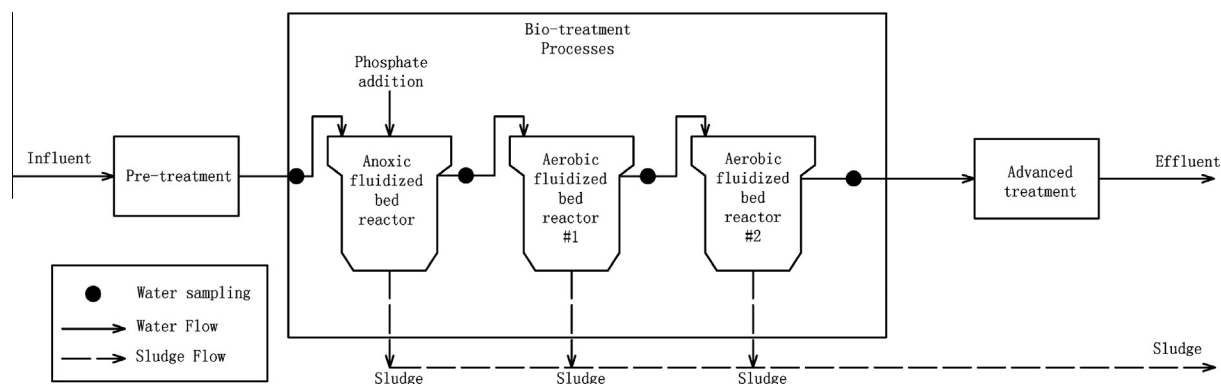 Bio-treatment
Processes
Phosphate
addition
Influent
Pre-treatment
Anoxic
fluidized
bed
reactor
Aerobic
fluidized
bed
reactor
#1
Aerobic
fluidized
bed
reactor
#2
Advanced
treatment
Effluent
Water sampling
Water Flow
Sludge Flow
Sludge
Sludge
Sludge
Sludge